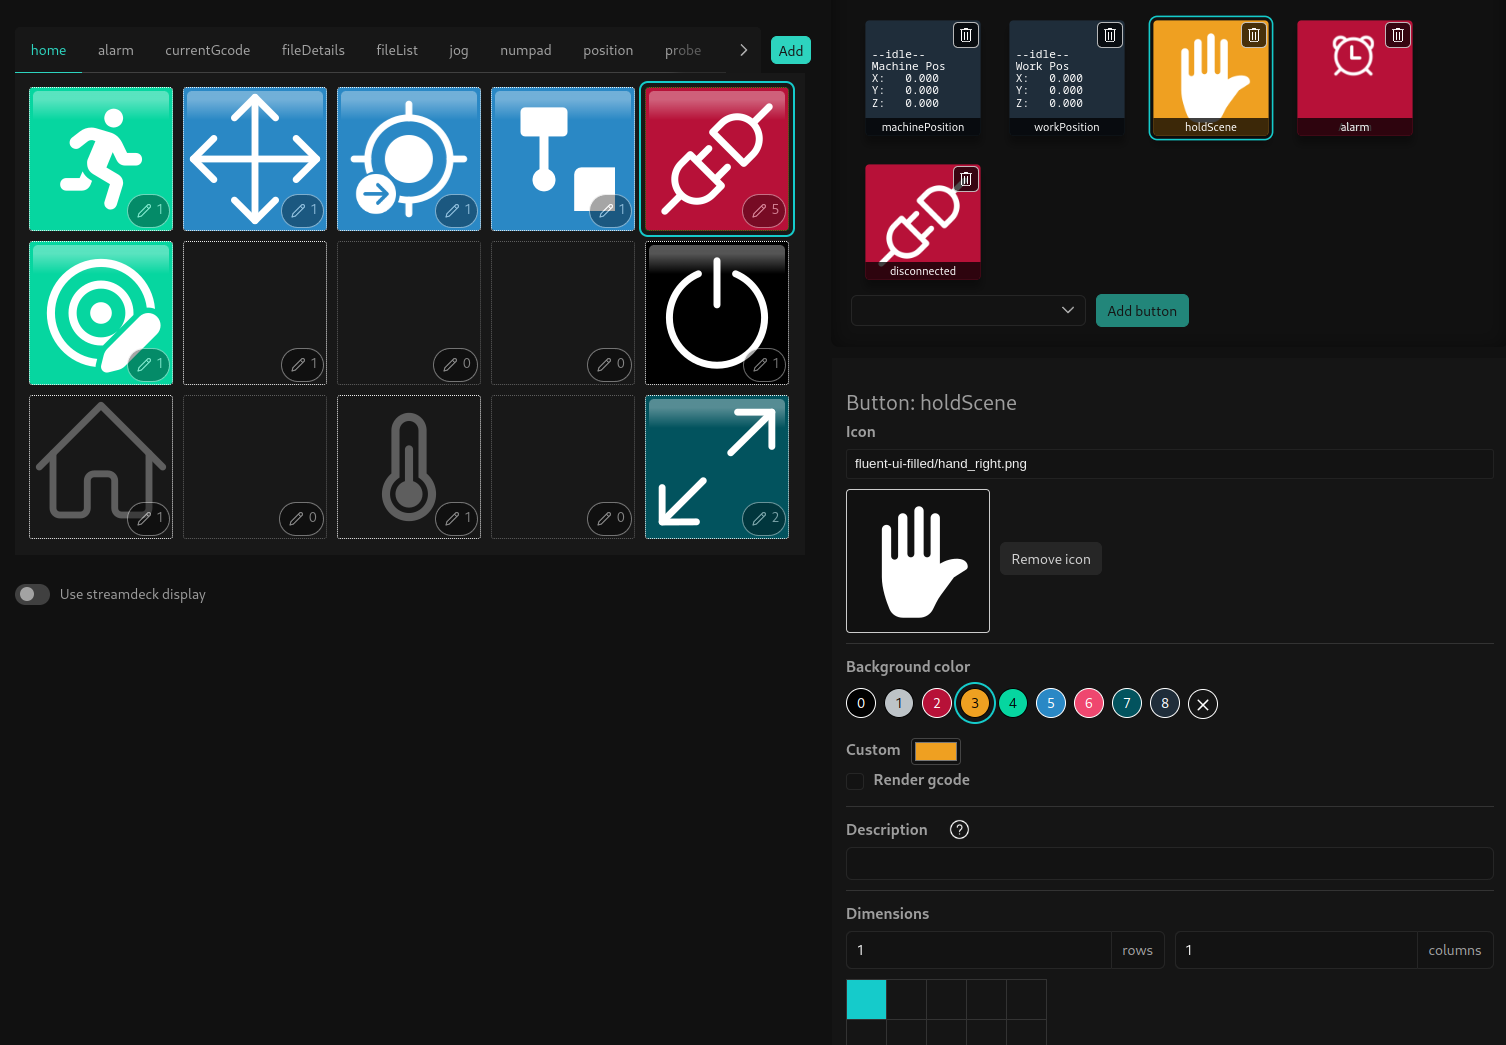 home alarm currentGcode fileDetails fileList jog numpad position probe Add
1 1 1 1 5
1 1 0 0 1
1 0 1 0 2
Use streamdeck display
--idle--
Machine Pos
X: 0.000
Y: 0.000
Z: 0.000
machinePosition
--idle--
Work Pos
X: 0.000
Y: 0.000
Z: 0.000
workPosition
holdScene
alarm
disconnected
Add button
Button: holdScene
Icon
fluent-ui-filled/hand_right.png
Remove icon
Background color
0 1 2 3 4 5 6 7 8
Custom
Render gcode
Description ?
Dimensions
1 rows 1 columns